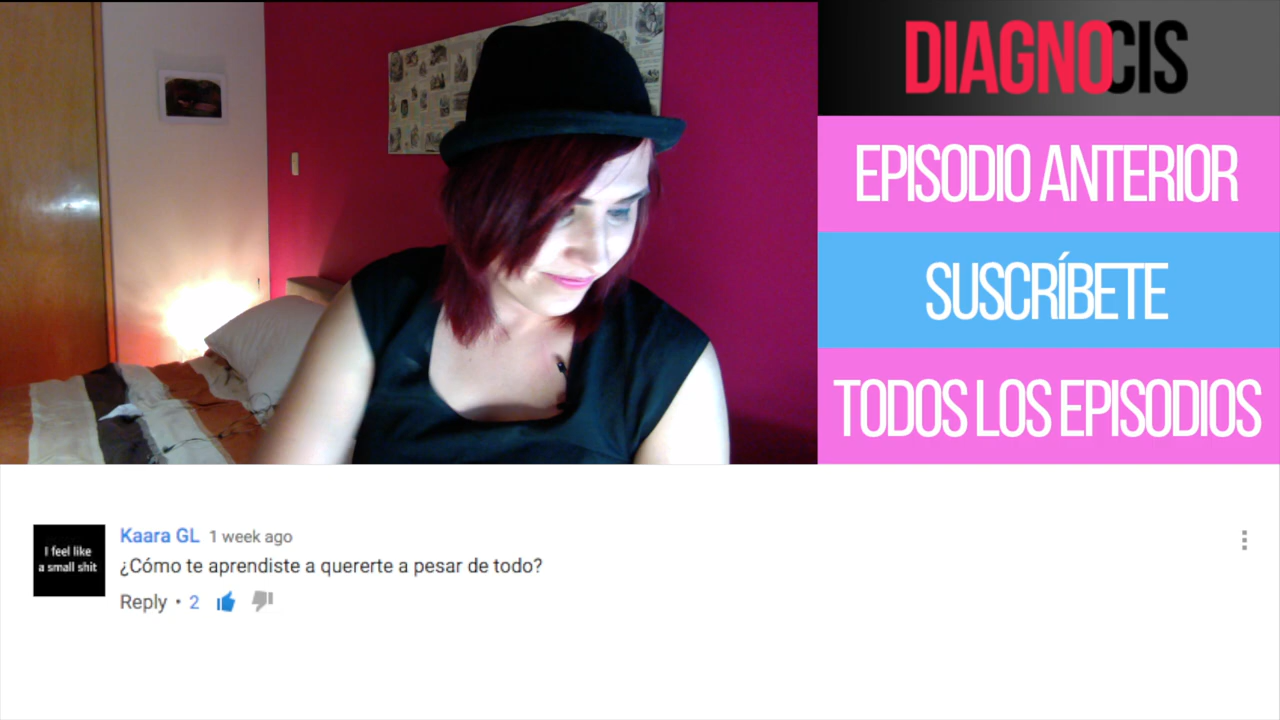 DIAGNOCIS
EPISODIO ANTERIOR
SUSCRÍBETE
TODOS LOS EPISODIOS
I feel like
a small shit
Kaara GL 1 week ago
¿Cómo te aprendiste a quererte a pesar de todo?
Reply • 2